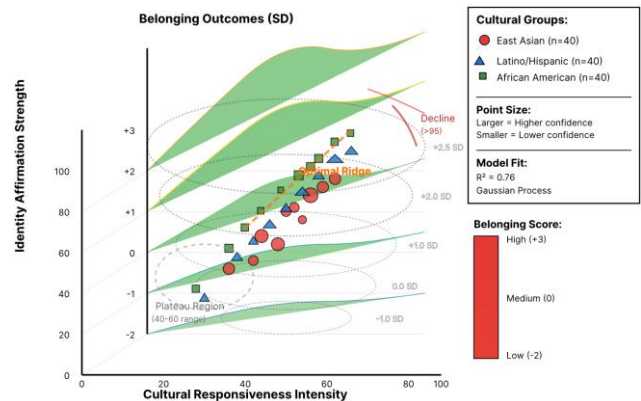 Belonging Outcomes (SD)
Identity Affirmation Strength
+3
+2
+1
0
-1
-2
100
80
60
40
20
0
0
20
40
60
80
100
Cultural Responsiveness Intensity
Decline
(>95)
+2.5 SD
Optimal Ridge
+2.0 SD
+1.0 SD
0.0 SD
-1.0 SD
Plateau Region
(40-60 range)
Cultural Groups:
East Asian (n=40)
Latino/Hispanic (n=40)
African American (n=40)
Point Size:
Larger = Higher confidence
Smaller = Lower confidence
Model Fit:
R² = 0.76
Gaussian Process
Belonging Score:
High (+3)
Medium (0)
Low (-2)